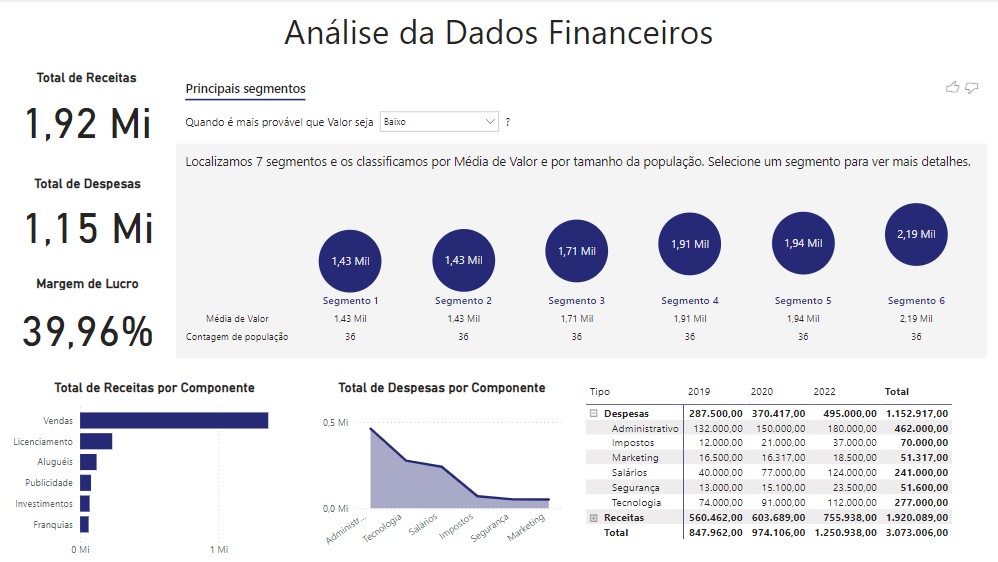 Análise da Dados Financeiros
Total de Receitas
1,92 Mi
Total de Despesas
1,15 Mi
Margem de Lucro
39,96%
Principais segmentos
Quando é mais provável que Valor seja Baixo ?
Localizamos 7 segmentos e os classificamos por Média de Valor e por tamanho da população. Selecione um segmento para ver mais detalhes.
1,43 Mil 1,43 Mil 1,71 Mil 1,91 Mil 1,94 Mil 2,19 Mil
Segmento 1 Segmento 2 Segmento 3 Segmento 4 Segmento 5 Segmento 6
Média de Valor 1,43 Mil 1,43 Mil 1,71 Mil 1,91 Mil 1,94 Mil 2,19 Mil
Contagem de população 36 36 36 36 36 36
Total de Receitas por Componente
Vendas
Licenciamento
Aluguéis
Publicidade
Investimentos
Franquias
0 Mi 1 Mi
Total de Despesas por Componente
0,5 Mi
0,0 Mi
Administr... Tecnologia Salários Impostos Segurança Marketing
Tipo 2019 2020 2022 Total
Despesas 287.500,00 370.417,00 495.000,00 1.152.917,00
Administrativo 132.000,00 150.000,00 180.000,00 462.000,00
Impostos 12.000,00 21.000,00 37.000,00 70.000,00
Marketing 16.500,00 16.317,00 18.500,00 51.317,00
Salários 40.000,00 77.000,00 124.000,00 241.000,00
Segurança 13.000,00 15.100,00 23.500,00 51.600,00
Tecnologia 74.000,00 91.000,00 112.000,00 277.000,00
Receitas 560.462,00 603.689,00 755.938,00 1.920.089,00
Total 847.962,00 974.106,00 1.250.938,00 3.073.006,00